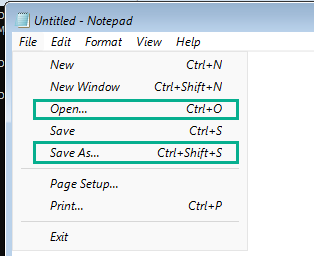 Untitled - Notepad
File Edit Format View Help
New Ctrl+N
New Window Ctrl+Shift+N
Open... Ctrl+O
Save Ctrl+S
Save As... Ctrl+Shift+S
Page Setup...
Print... Ctrl+P
Exit